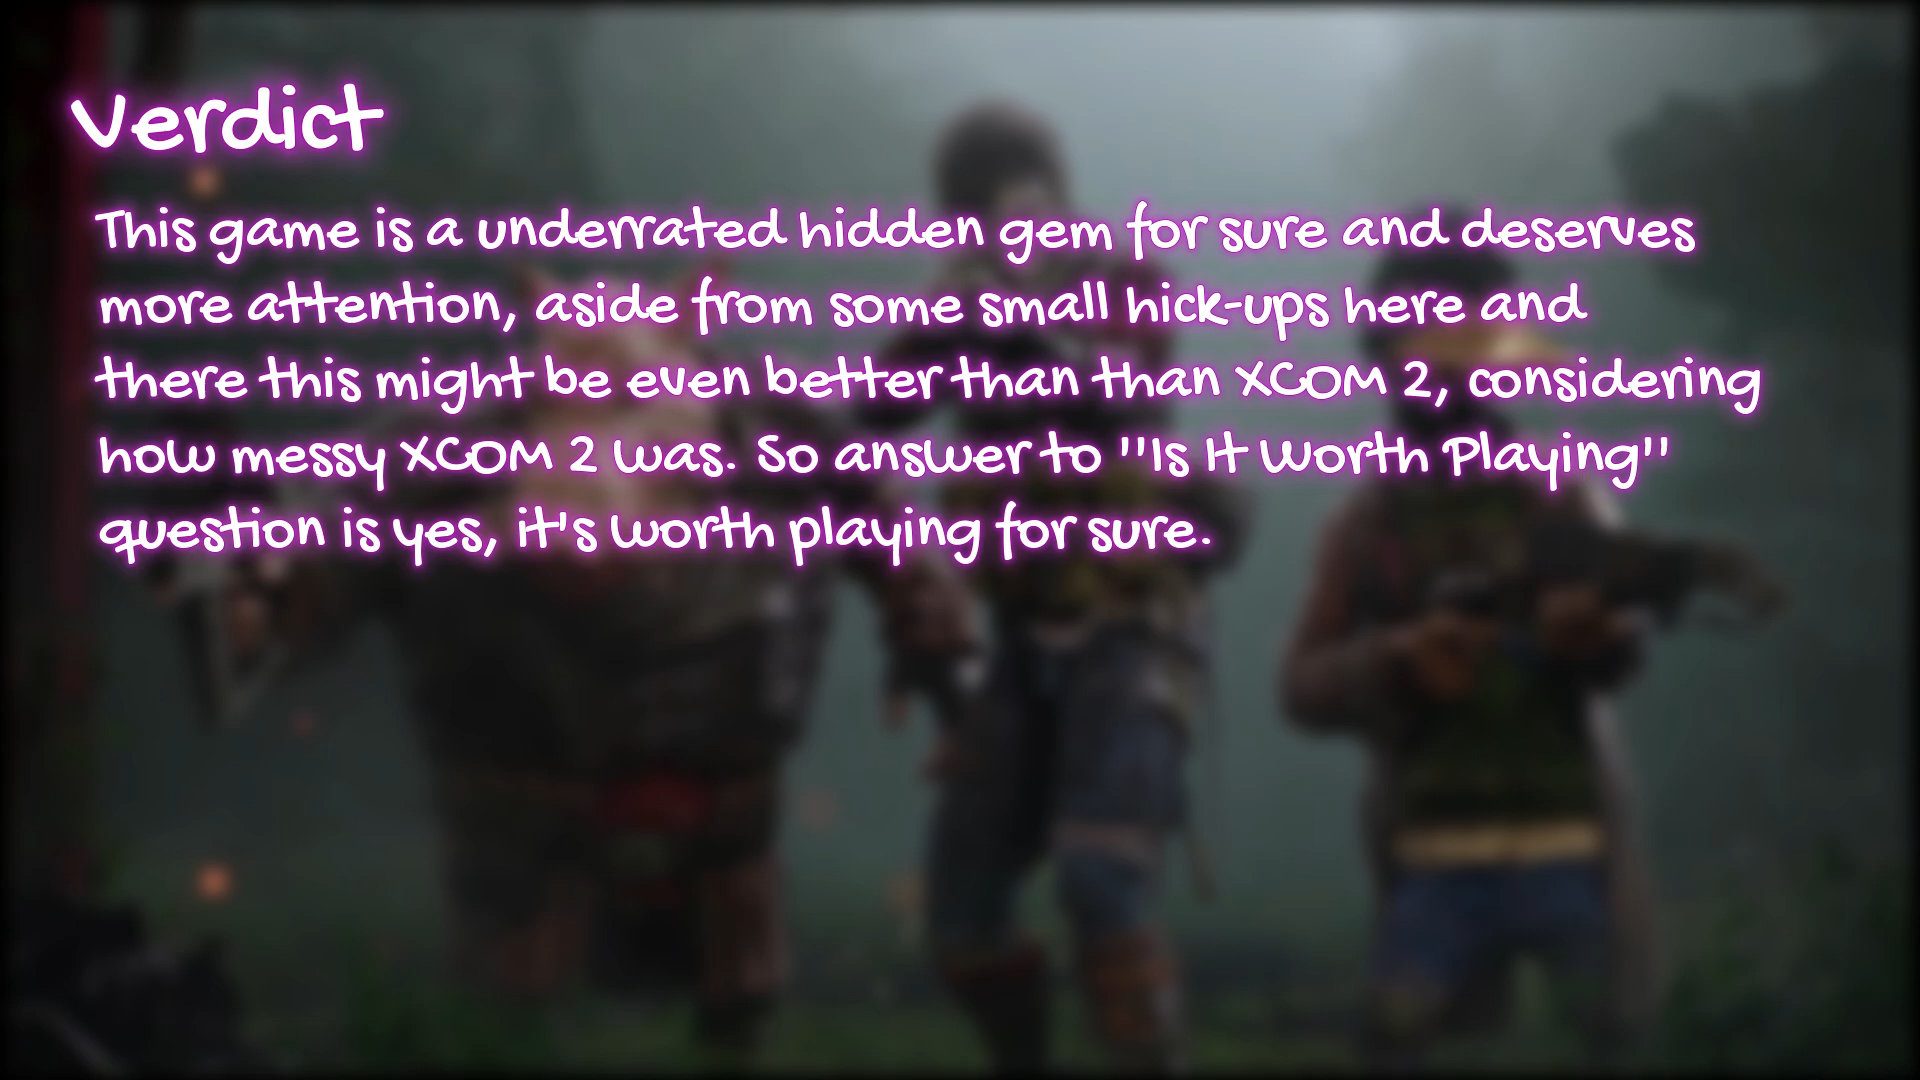 Verdict
This game is a underrated hidden gem for sure and deserves
more attention, aside from some small hick-ups here and
there this might be even better than than XCOM 2, considering
how messy XCOM 2 was. So answer to "Is It Worth Playing"
question is yes, it's worth playing for sure.